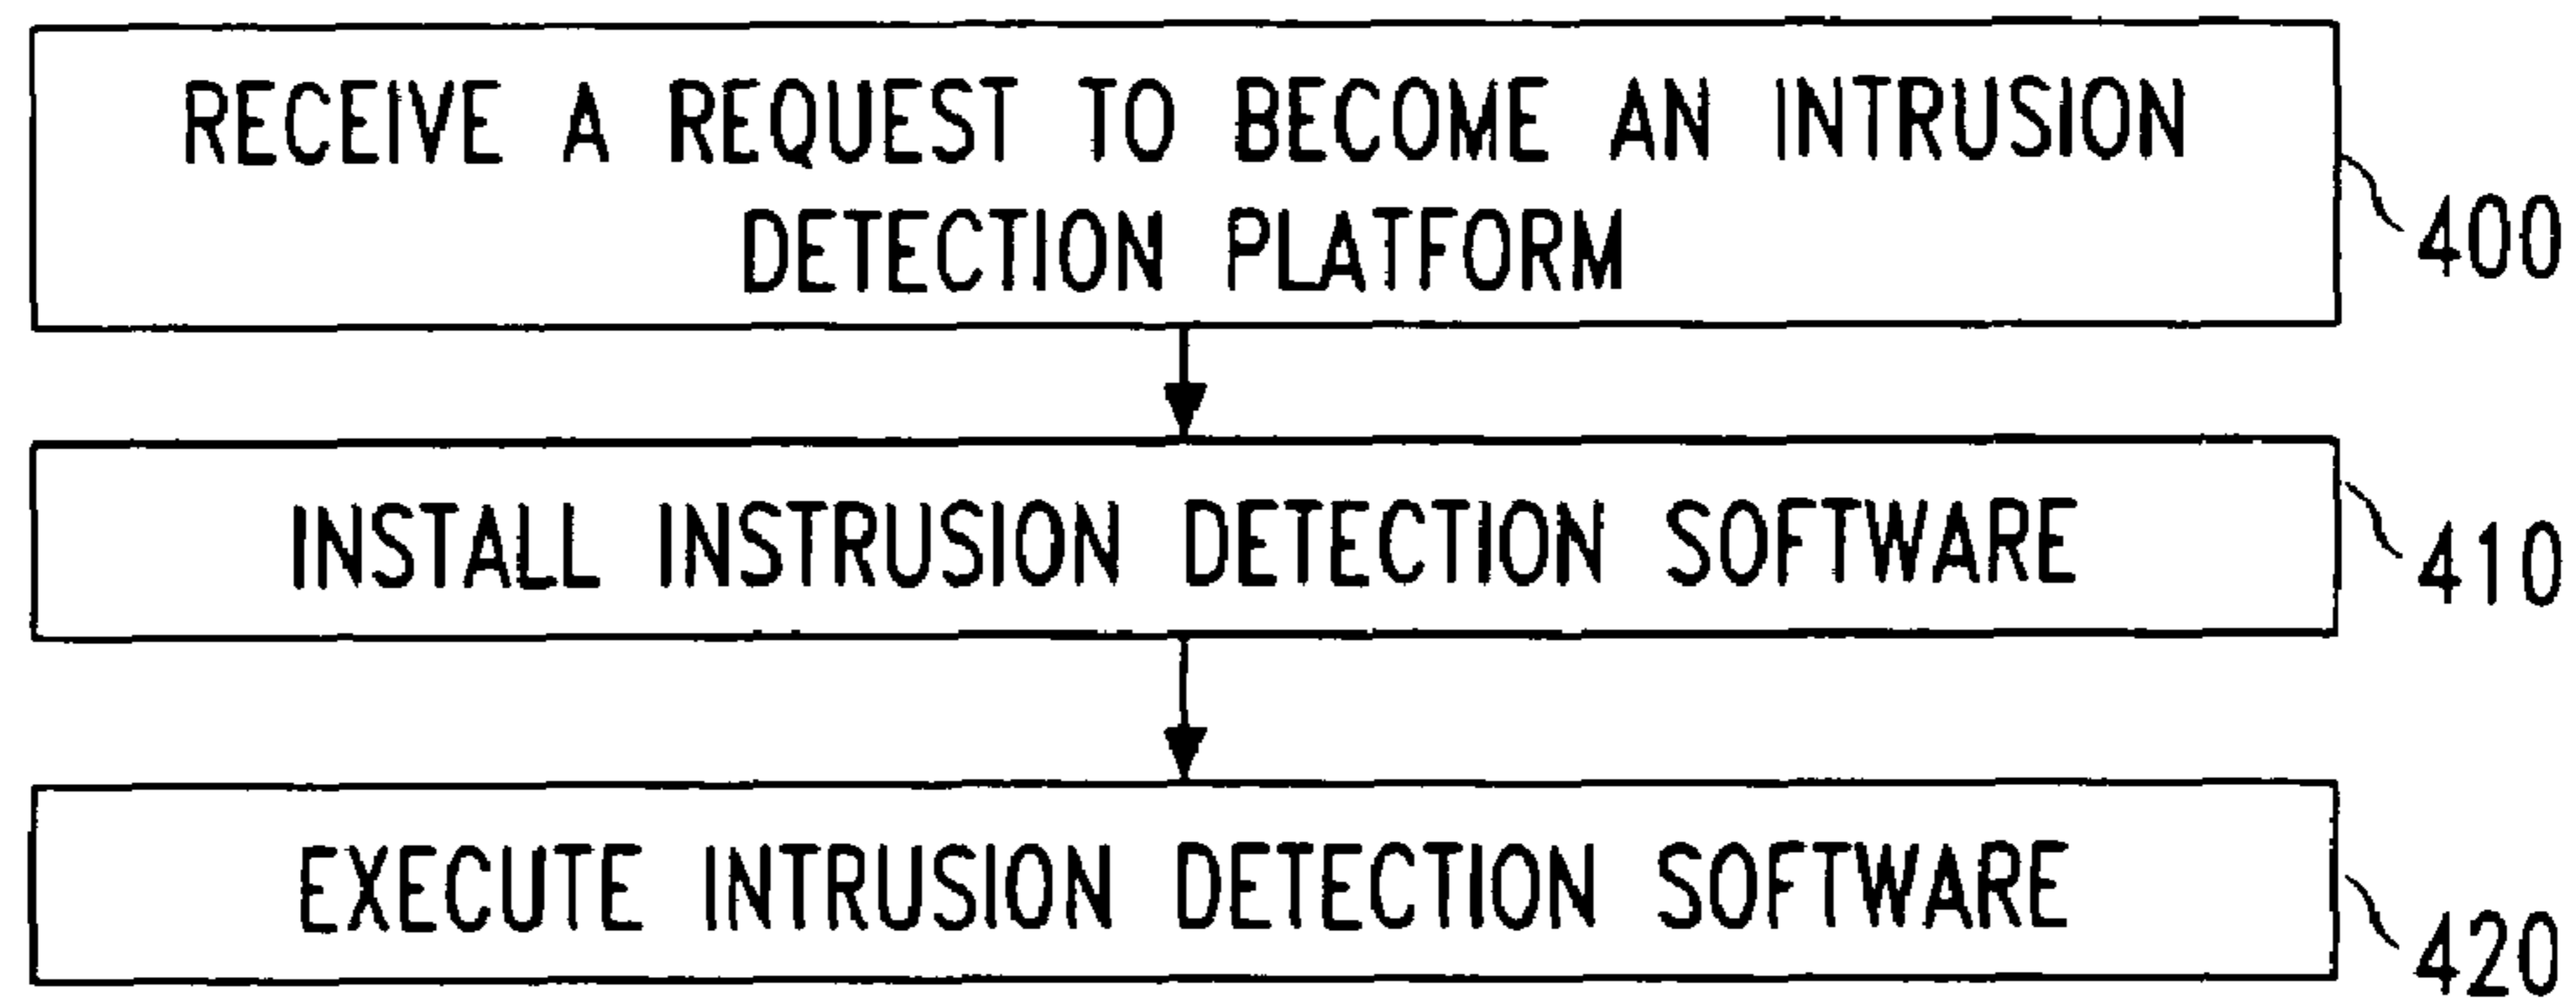 RECEIVE A REQUEST TO BECOME AN INTRUSION
DETECTION PLATFORM
400
INSTALL INSTRUSION DETECTION SOFTWARE
410
EXECUTE INTRUSION DETECTION SOFTWARE
420